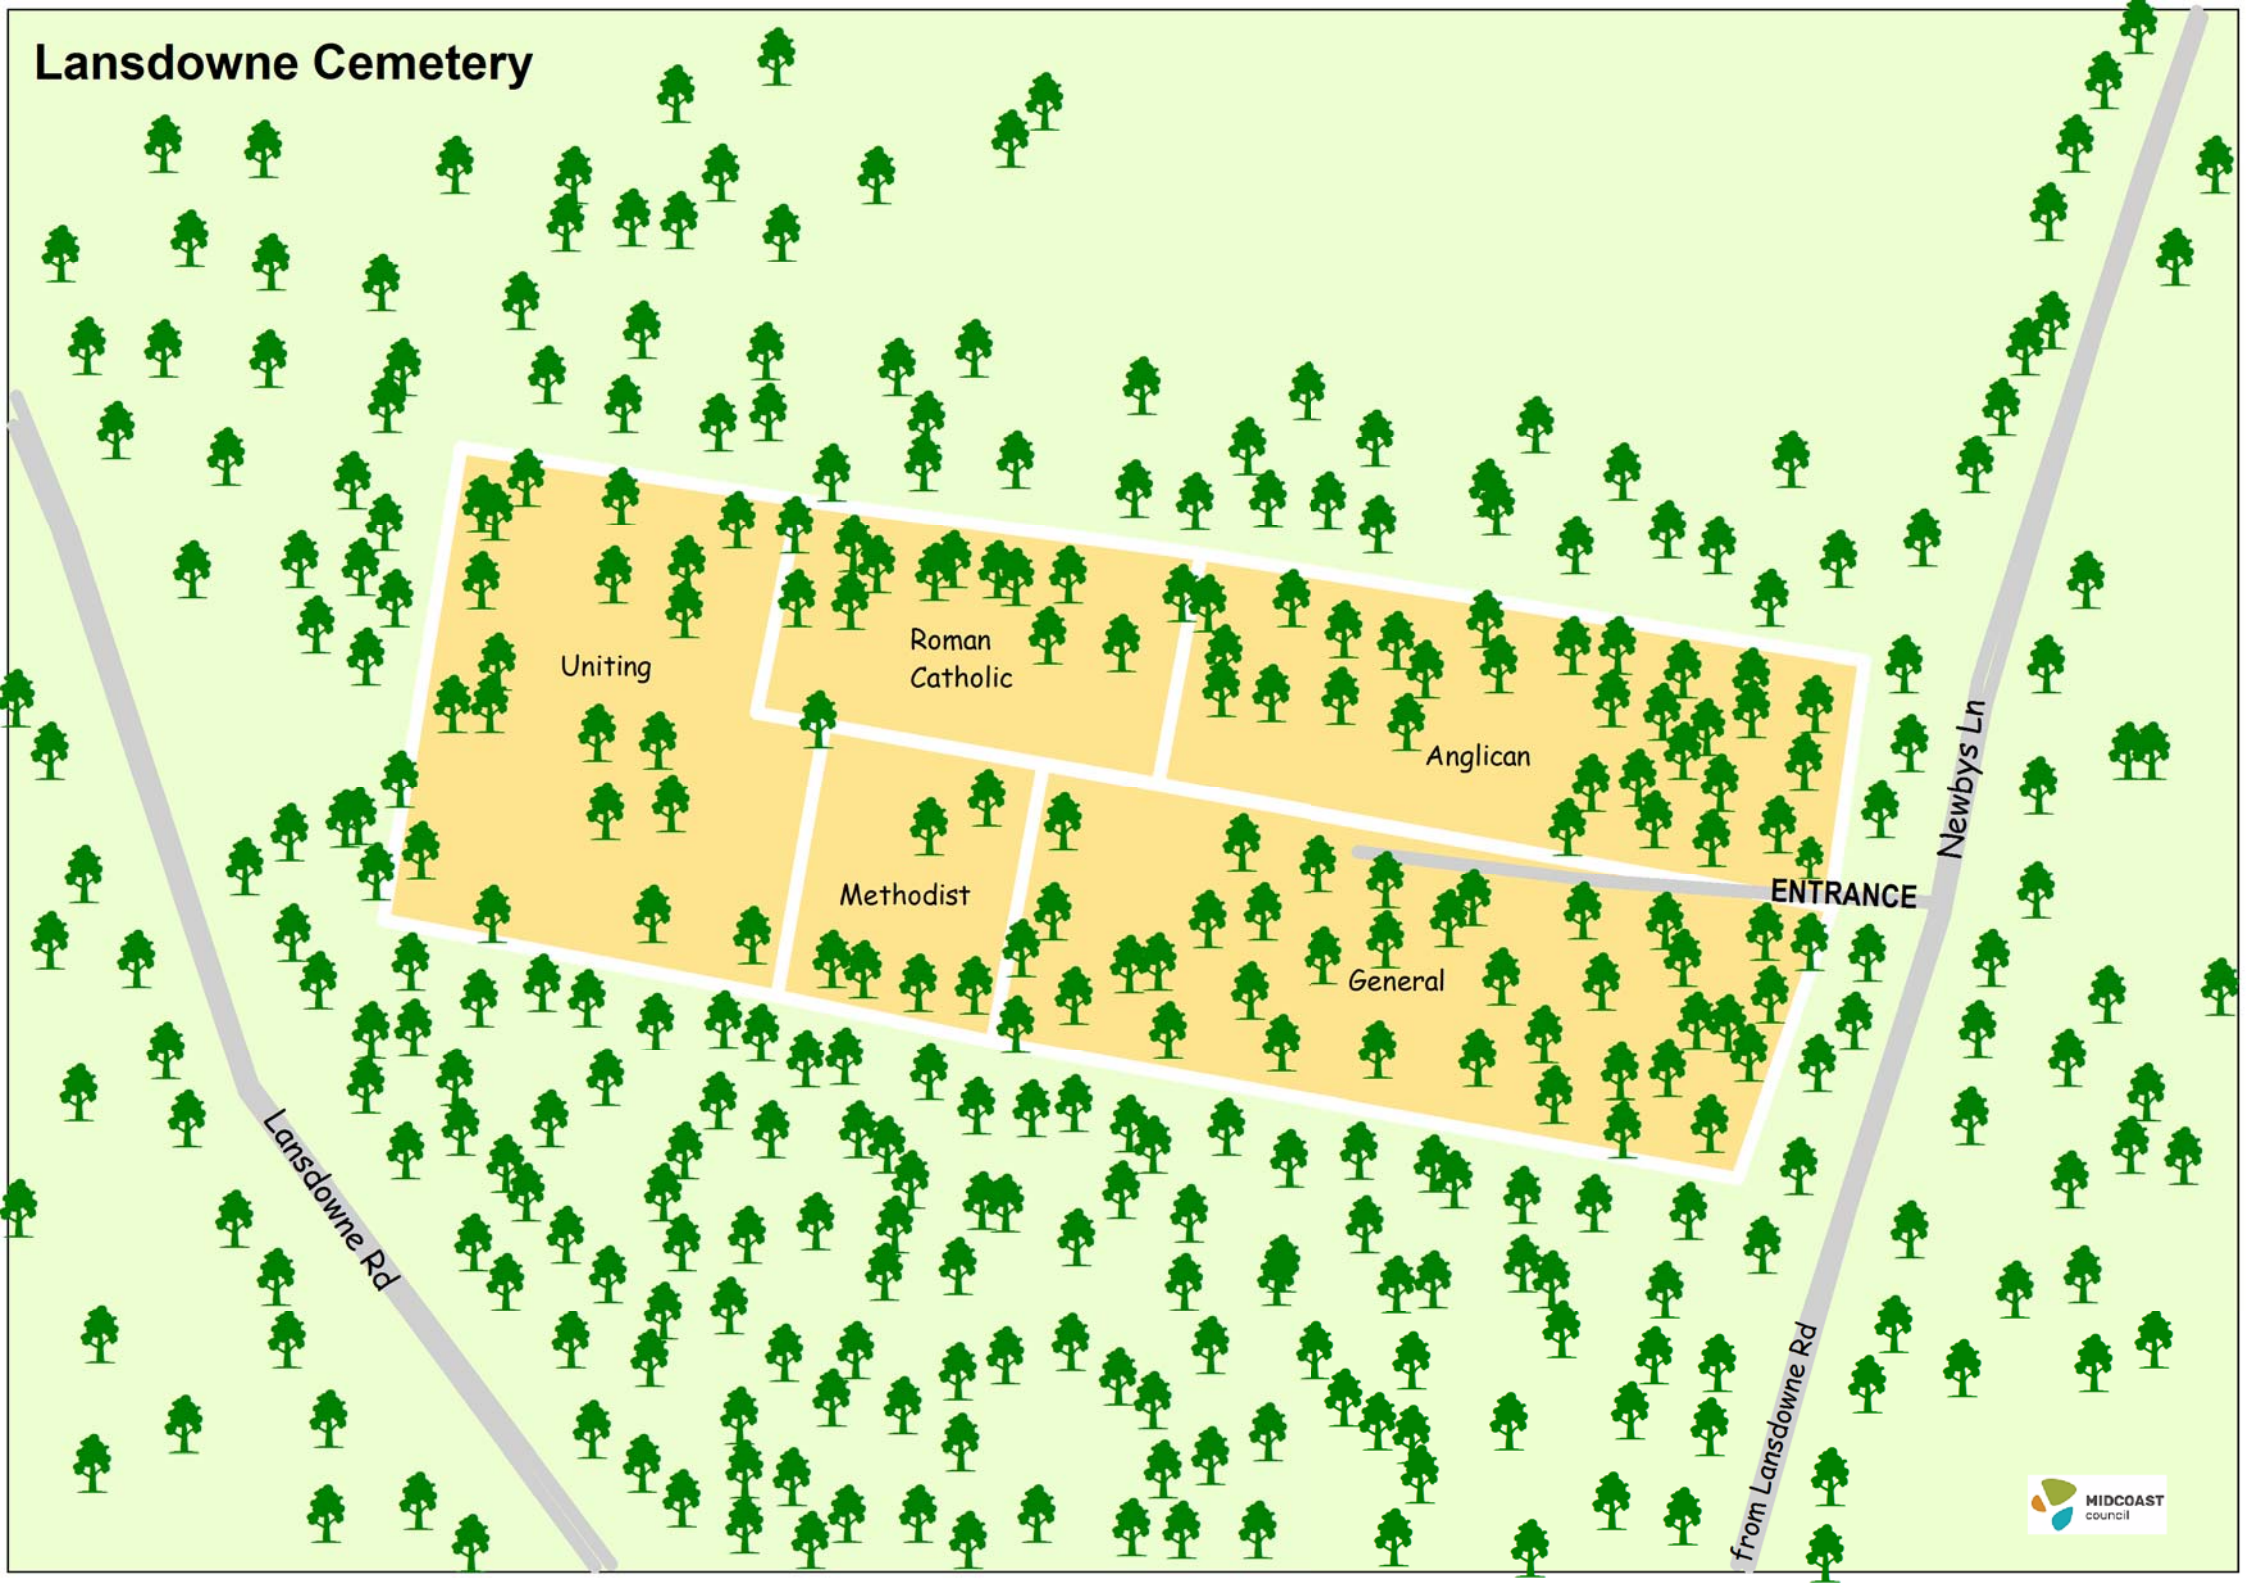 Lansdowne Cemetery
Uniting
Roman
Catholic
Anglican
Newbys Ln
Methodist
ENTRANCE
General
Lansdowne Rd
from Lansdowne Rd
MIDCOAST
council